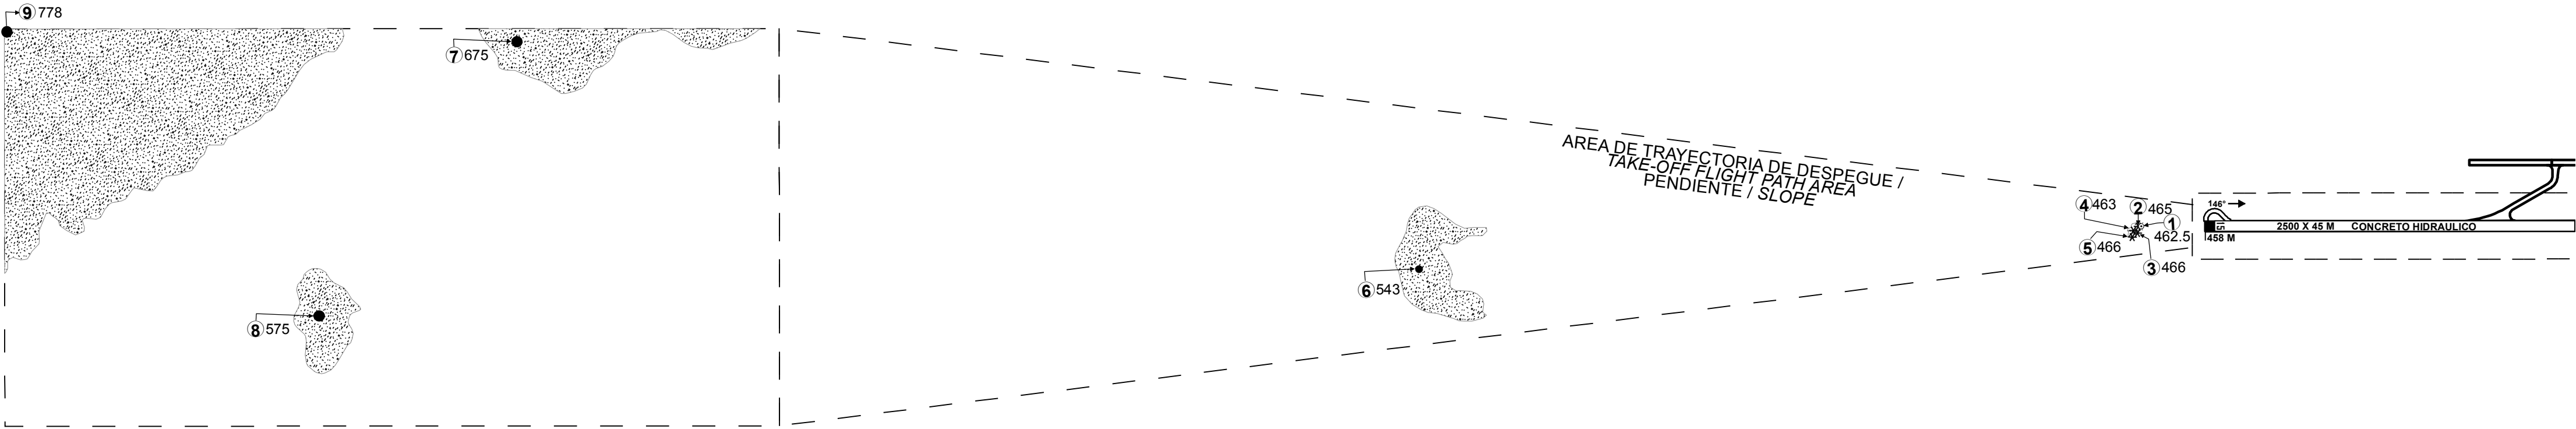 9 778
7 675
8 575
6 543
AREA DE TRAYECTORIA DE DESPEGUE /
TAKE-OFF FLIGHT PATH AREA
PENDIENTE / SLOPE
4 463
2 465
1
462.5
5 466
3 466
146°
15
458 M
2500 X 45 M CONCRETO HIDRAULICO